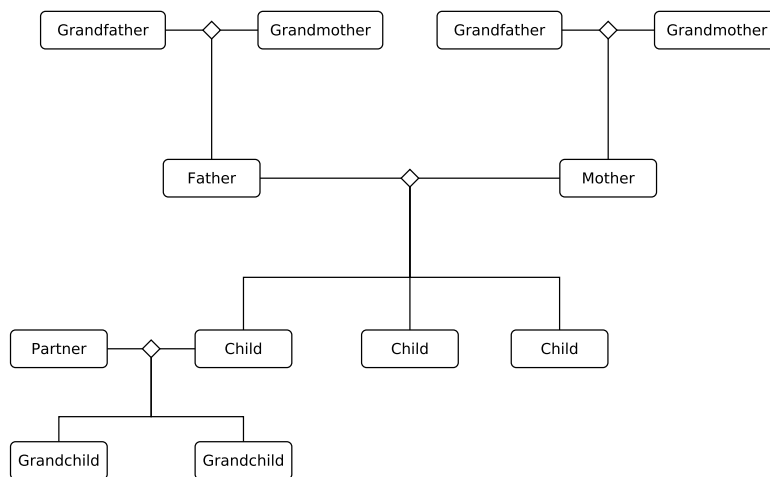 Grandfather
Grandmother
Grandfather
Grandmother
Father
Mother
Partner
Child
Child
Child
Grandchild
Grandchild